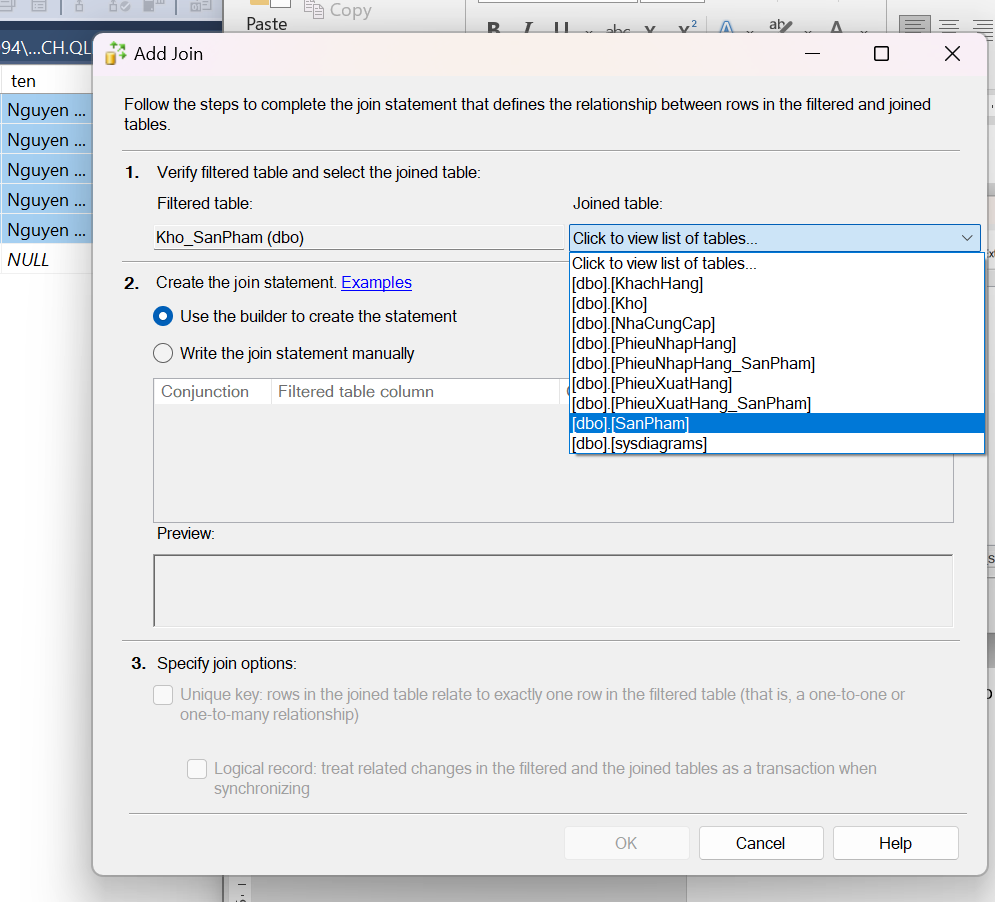 Paste
Copy
B I U abc X X²
94\...CH.QL
Add Join
ten
Nguyen ...
Nguyen ...
Nguyen ...
Nguyen ...
Nguyen ...
NULL
Follow the steps to complete the join statement that defines the relationship between rows in the filtered and joined
tables.
1. Verify filtered table and select the joined table:
Filtered table:
Joined table:
Kho_SanPham (dbo)
Click to view list of tables...
Click to view list of tables...
[dbo].[KhachHang]
[dbo].[Kho]
[dbo].[NhaCungCap]
[dbo].[PhieuNhapHang]
[dbo].[PhieuNhapHang_SanPham]
[dbo].[PhieuXuatHang]
[dbo].[PhieuXuatHang_SanPham]
[dbo].[SanPham]
[dbo].[sysdiagrams]
2. Create the join statement. Examples
Use the builder to create the statement
Write the join statement manually
Conjunction Filtered table column
Preview:
3. Specify join options:
Unique key: rows in the joined table relate to exactly one row in the filtered table (that is, a one-to-one or
one-to-many relationship)
Logical record: treat related changes in the filtered and the joined tables as a transaction when
synchronizing
OK
Cancel
Help